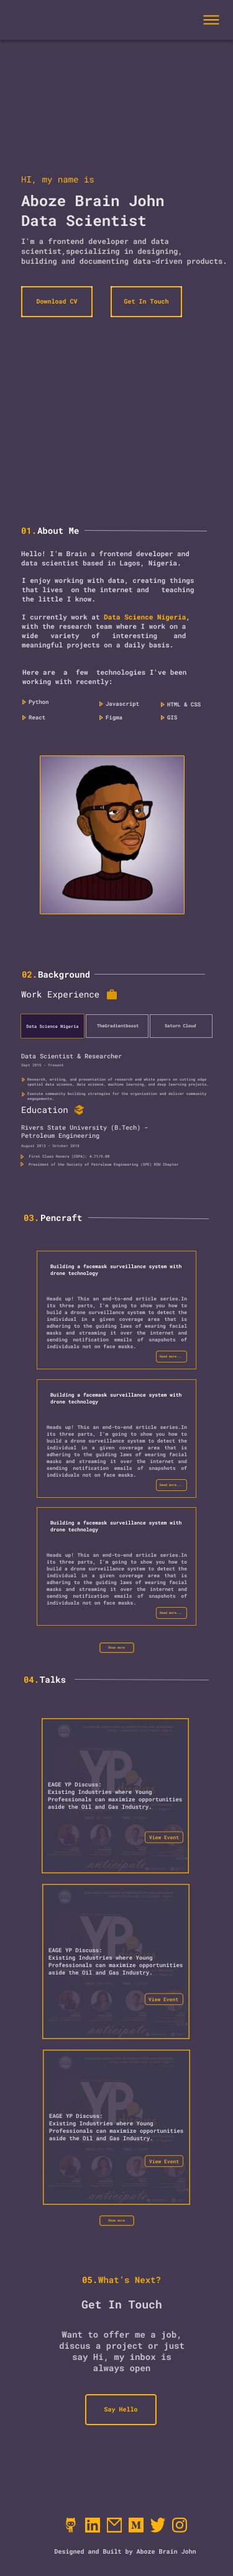 HI, my name is
Aboze Brain John
Data Scientist
I'm a frontend developer and data
scientist,specializing in designing,
building and documenting data-driven products.
Download CV
Get In Touch
01.About Me
Hello! I'm Brain a frontend developer and
data scientist based in Lagos, Nigeria.
I enjoy working with data, creating things
that lives on the internet and teaching
the little I know.
I currently work at Data Science Nigeria,
with the research team where I work on a
wide variety of interesting and
meaningful projects on a daily basis.
Here are a few technologies I've been
working with recently:
Python
Javascript
HTML & CSS
React
Figma
GIS
02.Background
Work Experience
Data Science Nigeria
TheGradientboost
Saturn Cloud
Data Scientist & Researcher
Sept 2019 - Present
Research, writing, and presentation of research and white papers on cutting edge
spatial data science, data science, machine learning, and deep learning projects.
Execute community building strategies for the organization and deliver community
engagements.
Education
Rivers State University (B.Tech) -
Petroleum Engineering
August 2013 - October 2018
First Class Honors (CGPA): 4.71/5.00
President of the Society of Petroleum Engineering (SPE) RSU Chapter
03.Pencraft
Building a facemask surveillance system with
drone technology
Heads up! This an end-to-end article series.In
its three parts, I'm going to show you how to
build a drone surveillance system to detect the
individual in a given coverage area that is
adhering to the guiding laws of wearing facial
masks and streaming it over the internet and
sending notification emails of snapshots of
individuals not on face masks.
Read more...
Building a facemask surveillance system with
drone technology
Heads up! This an end-to-end article series.In
its three parts, I'm going to show you how to
build a drone surveillance system to detect the
individual in a given coverage area that is
adhering to the guiding laws of wearing facial
masks and streaming it over the internet and
sending notification emails of snapshots of
individuals not on face masks.
Read more...
Building a facemask surveillance system with
drone technology
Heads up! This an end-to-end article series.In
its three parts, I'm going to show you how to
build a drone surveillance system to detect the
individual in a given coverage area that is
adhering to the guiding laws of wearing facial
masks and streaming it over the internet and
sending notification emails of snapshots of
individuals not on face masks.
Read more...
Show more
04.Talks
YP
EAGE YP Discuss:
Existing Industries where Young
Professionals can maximize opportunities
aside the Oil and Gas Industry.
View Event
anticipate
YP
EAGE YP Discuss:
Existing Industries where Young
Professionals can maximize opportunities
aside the Oil and Gas Industry.
View Event
anticipate
YP
EAGE YP Discuss:
Existing Industries where Young
Professionals can maximize opportunities
aside the Oil and Gas Industry.
View Event
anticipate
Show more
05.What's Next?
Get In Touch
Want to offer me a job,
discus a project or just
say Hi, my inbox is
always open
Say Hello
Designed and Built by Aboze Brain John